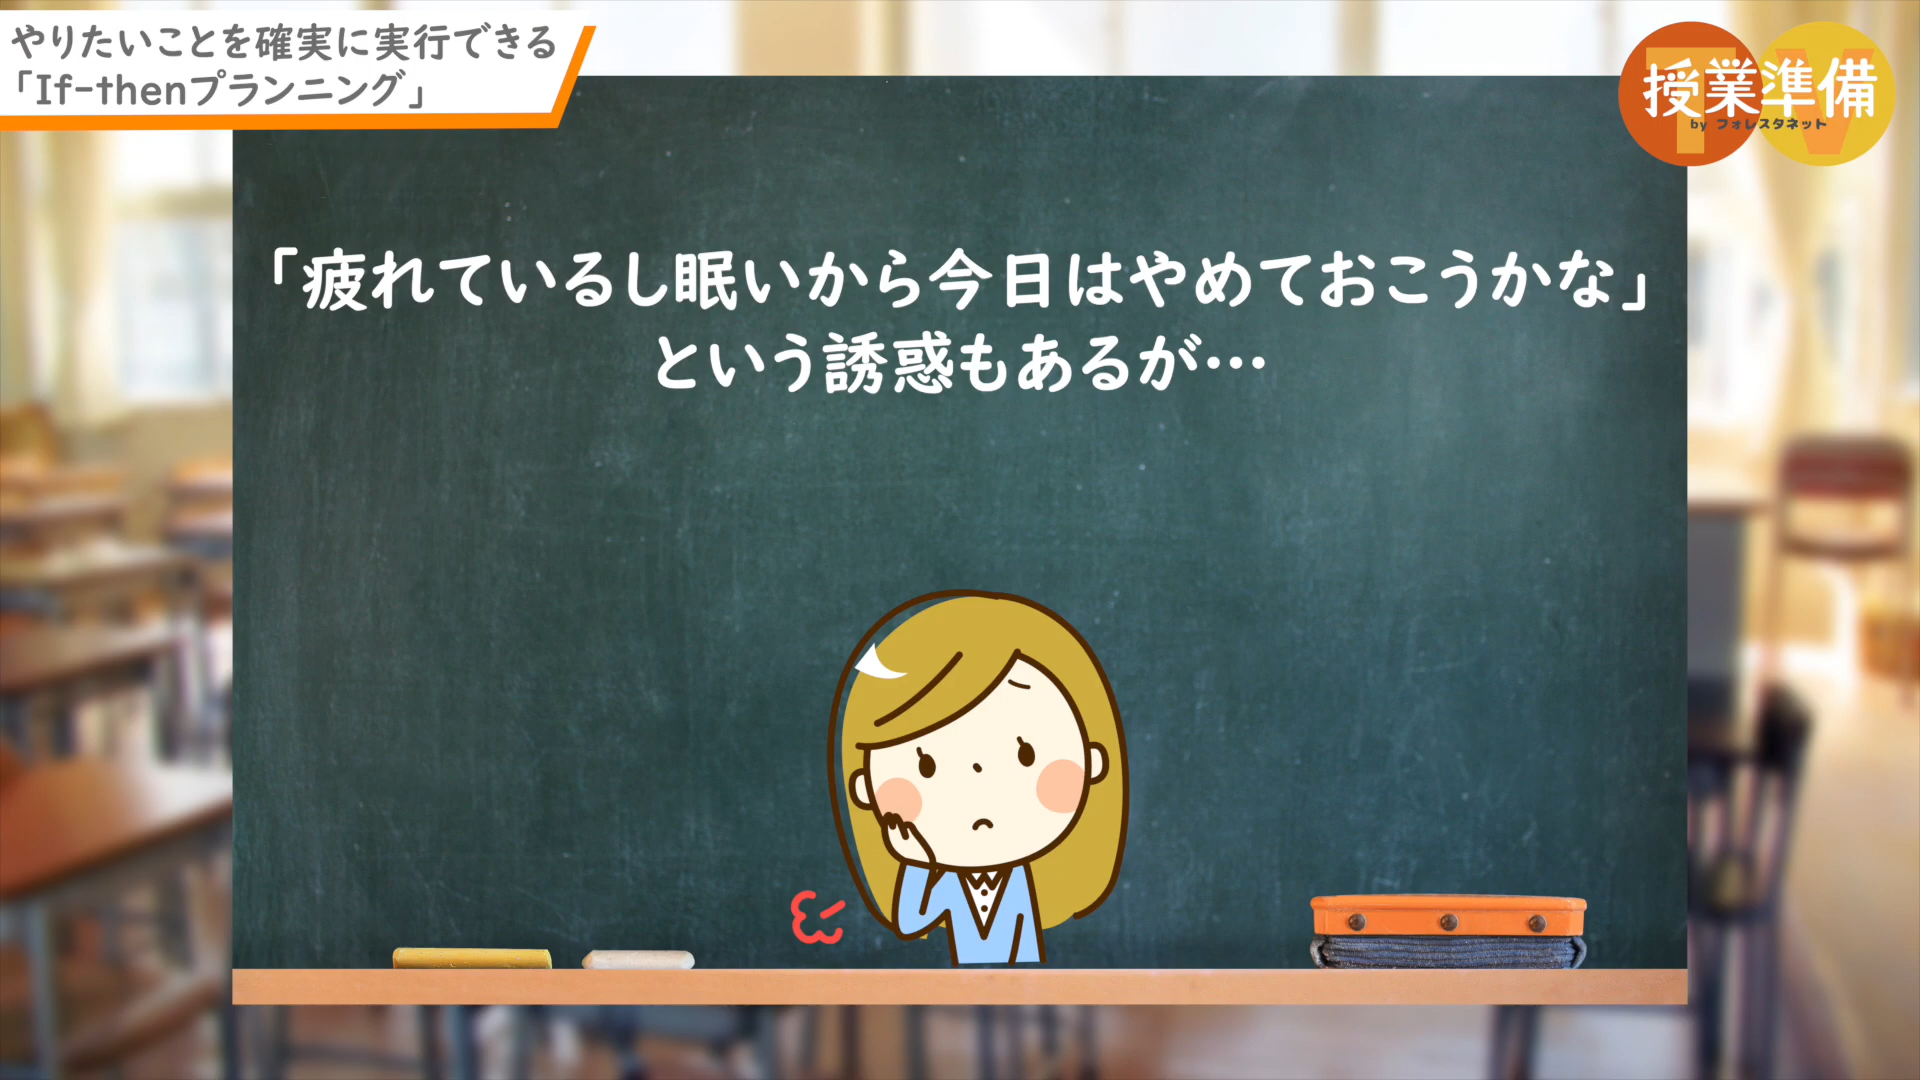 やりたいことを確実に実行できる
「If-thenプランニング」
TV
授業準備
by フォレスタネット
「疲れているし眠いから今日はやめておこうかな」
という誘惑もあるが…